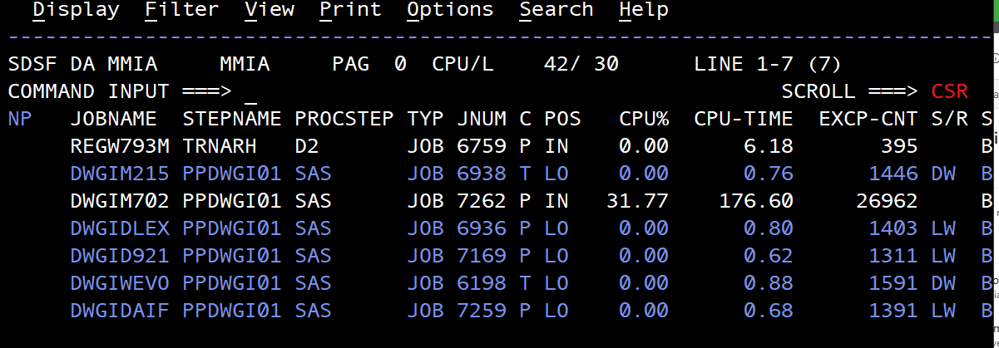 Display Filter View Print Options Search Help
SDSF DA MMIA MMIA PAG 0 CPU/L 42/ 30 LINE 1-7 (7)
COMMAND INPUT ===> _ SCROLL ===> CSR
NP JOBNAME STEPNAME PROCSTEP TYP JNUM C POS CPU% CPU-TIME EXCP-CNT S/R S
REGW793M TRNARH D2 JOB 6759 P IN 0.00 6.18 395 B
DWGIM215 PPDWGI01 SAS JOB 6938 T LO 0.00 0.76 1446 DW B
DWGIM702 PPDWGI01 SAS JOB 7262 P IN 31.77 176.60 26962 B
DWGIDLEX PPDWGI01 SAS JOB 6936 P LO 0.00 0.80 1403 LW B
DWGID921 PPDWGI01 SAS JOB 7169 P LO 0.00 0.62 1311 LW B
DWGIWEVO PPDWGI01 SAS JOB 6198 T LO 0.00 0.88 1591 DW B
DWGIDAIF PPDWGI01 SAS JOB 7259 P LO 0.00 0.68 1391 LW B